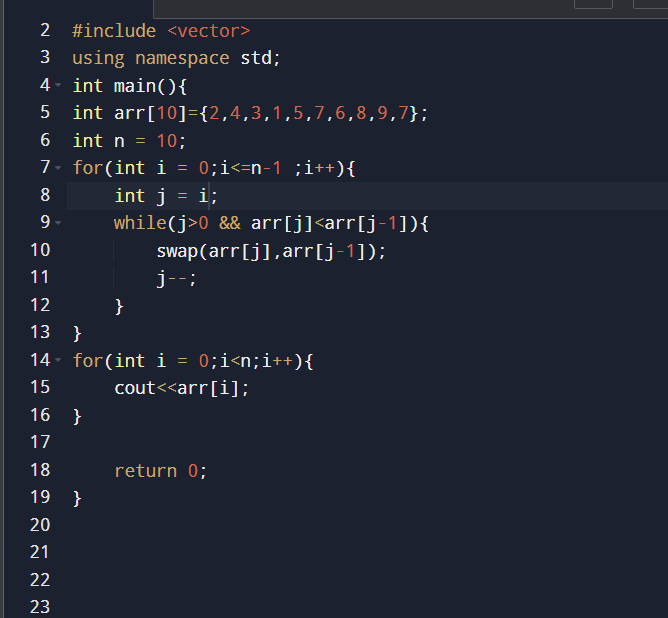 2 #include <vector>
3 using namespace std;
4 int main(){
5 int arr[10]={2,4,3,1,5,7,6,8,9,7};
6 int n = 10;
7 for(int i = 0;i<=n-1 ;i++){
8     int j = i;
9     while(j>0 && arr[j]<arr[j-1]){
10         swap(arr[j],arr[j-1]);
11         j--;
12     }
13 }
14 for(int i = 0;i<n;i++){
15     cout<<arr[i];
16 }
17
18     return 0;
19 }
20
21
22
23